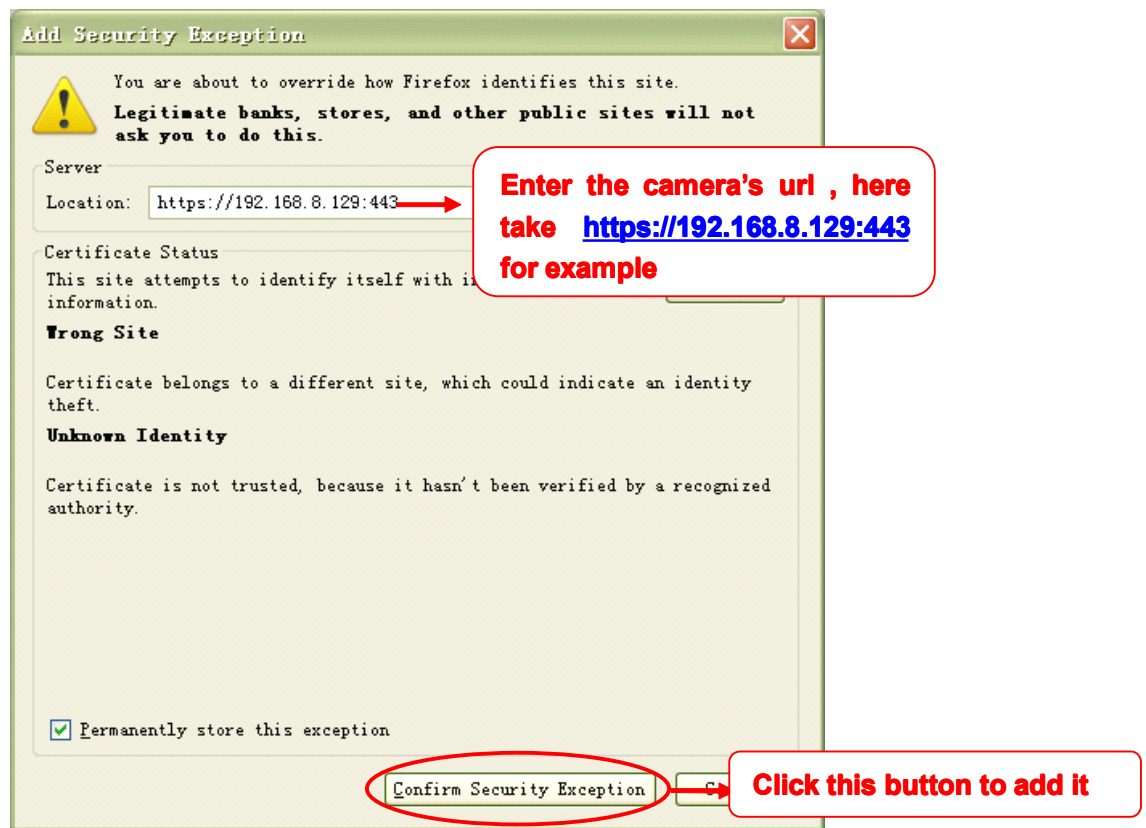 Add Security Exception
You are about to override how Firefox identifies this site.
Legitimate banks, stores, and other public sites will not
ask you to do this.
Server
Location: https://192.168.8.129:443
Enter the camera's url , here
take https://192.168.8.129:443
for example
Certificate Status
This site attempts to identify itself with
information.
Wrong Site
Certificate belongs to a different site, which could indicate an identity
theft.
Unknown Identity
Certificate is not trusted, because it hasn't been verified by a recognized
authority.
Permanently store this exception
Confirm Security Exception
Click this button to add it